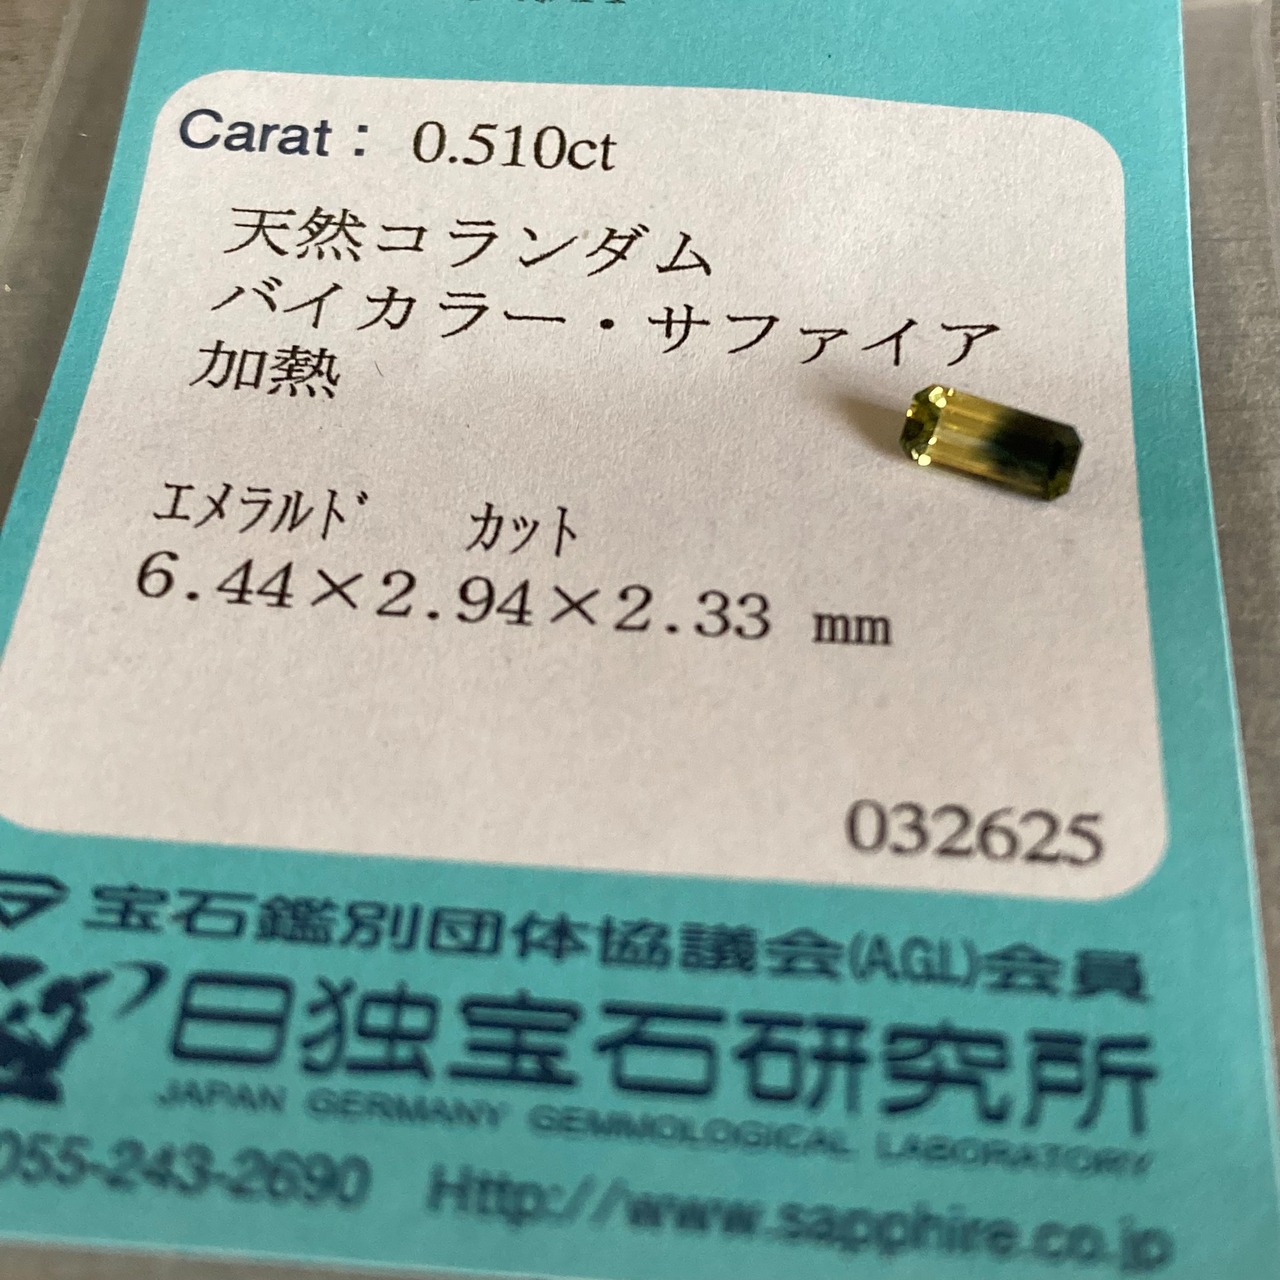 Carat： 0.510ct
天然コランダム
バイカラー・サファイア
加熱
ｴﾒﾗﾙﾄﾞ ｶｯﾄ
6.44×2.94×2.33 mm
032625
宝石鑑別団体協議会(AGL)会員
日独宝石研究所
JAPAN GERMANY GEMMOLOGICAL LABORATORY
055-243-2690 Http://www.sapphire.co.jp